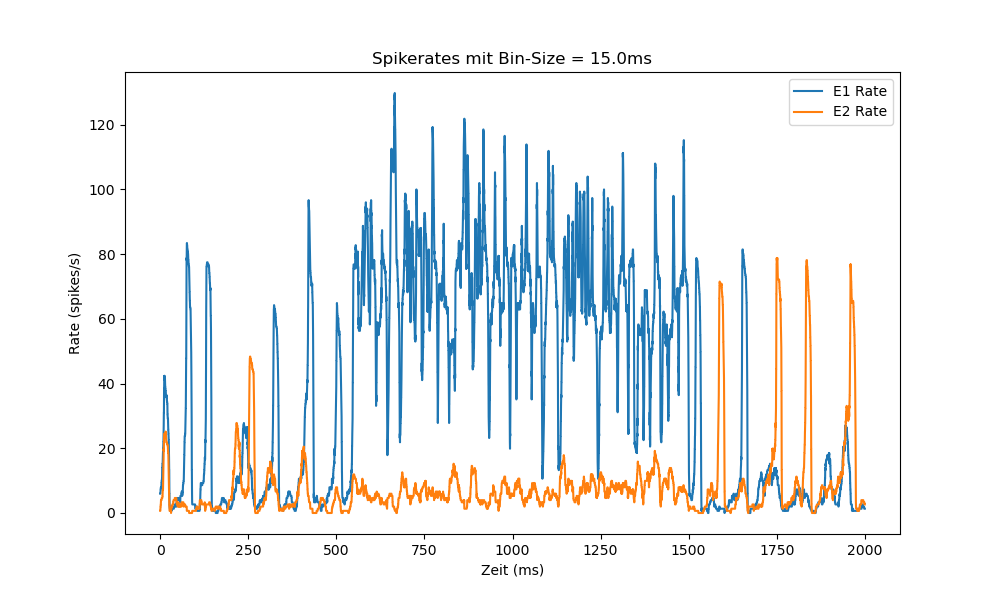 Spikerates mit Bin-Size = 15.0ms
E1 Rate
E2 Rate
Rate (spikes/s)
120
100
80
60
40
20
0
0 250 500 750 1000 1250 1500 1750 2000
Zeit (ms)